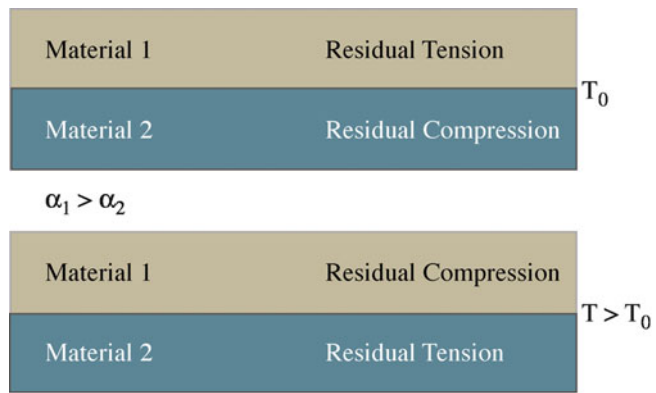 Material 1 Residual Tension
T₀
Material 2 Residual Compression
α₁ > α₂
Material 1 Residual Compression
T > T₀
Material 2 Residual Tension